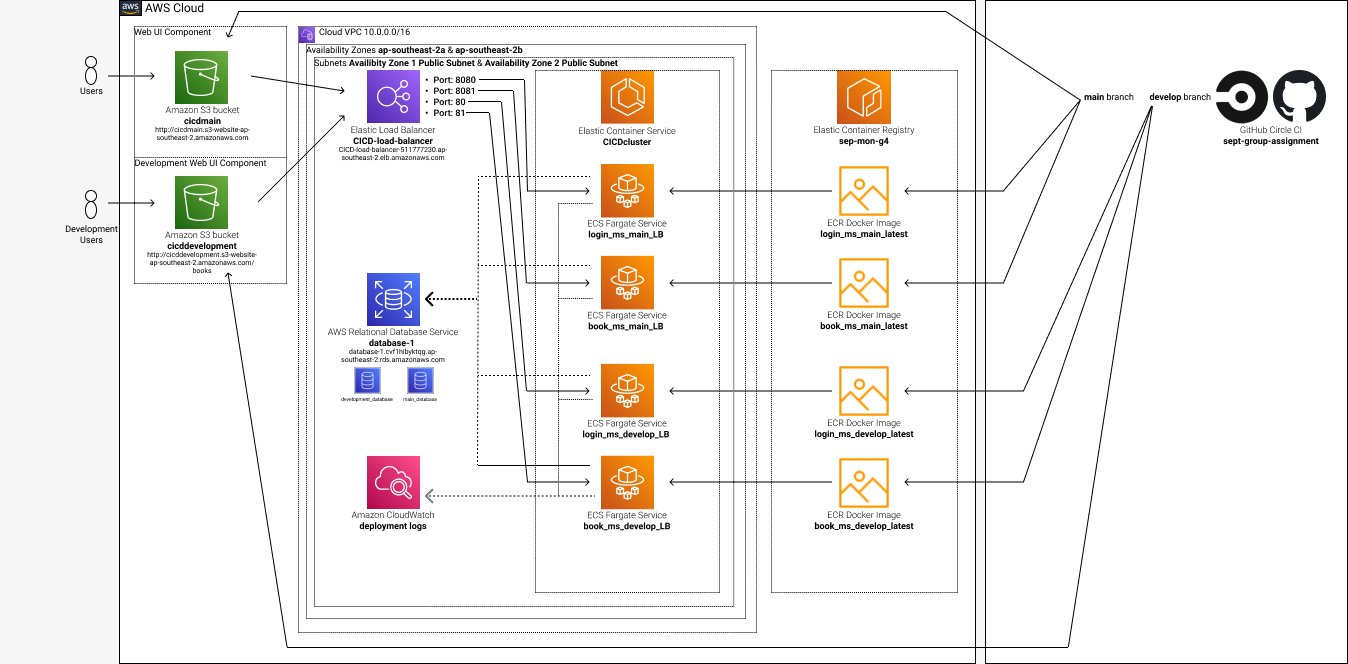 aws
AWS Cloud
Users
Development
Users
Web UI Component
Amazon S3 bucket
cicdmain
http://cicdmain.s3-website-ap-
southeast-2.amazonaws.com
Development Web UI Component
Amazon S3 bucket
cicddevelopment
http://cicddevelopment.s3-website-
ap-southeast-2.amazonaws.com/
books
Cloud VPC 10.0.0.0/16
Availability Zones ap-southeast-2a & ap-southeast-2b
Subnets Availibity Zone 1 Public Subnet & Availability Zone 2 Public Subnet
• Port: 8080
• Port: 8081
• Port: 80
• Port: 81
Elastic Load Balancer
CICD-load-balancer
CICD-load-balancer-511777230.ap-
southeast-2.elb.amazonaws.com
AWS Relational Database Service
database-1
database-1.cvf1hibyktqg.ap-
southeast-2.rds.amazonaws.com
development_database
main_database
Amazon CloudWatch
deployment logs
Elastic Container Service
CICDcluster
ECS Fargate Service
login_ms_main_LB
ECS Fargate Service
book_ms_main_LB
ECS Fargate Service
login_ms_develop_LB
ECS Fargate Service
book_ms_develop_LB
Elastic Container Registry
sep-mon-g4
ECR Docker Image
login_ms_main_latest
ECR Docker Image
book_ms_main_latest
ECR Docker Image
login_ms_develop_latest
ECR Docker Image
book_ms_develop_latest
main branch
develop branch
GitHub Circle CI
sept-group-assignment